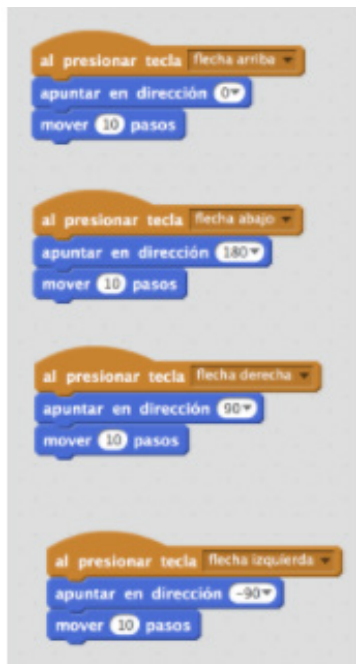 al presionar tecla flecha arriba
apuntar en dirección 0
mover 10 pasos
al presionar tecla flecha abajo
apuntar en dirección 180
mover 10 pasos
al presionar tecla flecha derecha
apuntar en dirección 90
mover 10 pasos
al presionar tecla flecha izquierda
apuntar en dirección -90
mover 10 pasos